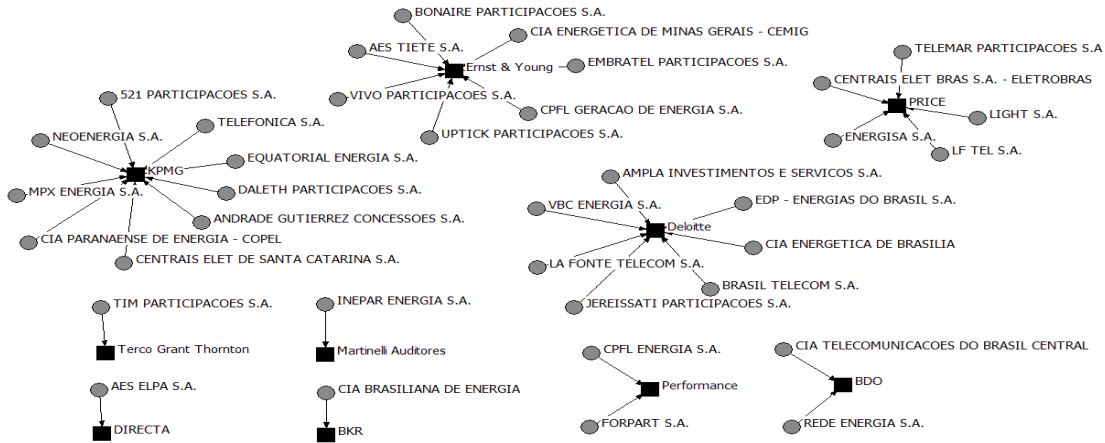 BONAIRE PARTICIPACOES S.A.
CIA ENERGETICA DE MINAS GERAIS - CEMIG
AES TIETE S.A.
Ernst & Young
EMBRATEL PARTICIPACOES S.A.
VIVO PARTICIPACOES S.A.
CPFL GERACAO DE ENERGIA S.A.
UPTICK PARTICIPACOES S.A.
TELEMAR PARTICIPACOES S.A
CENTRAIS ELET BRAS S.A. - ELETROBRAS
PRICE
LIGHT S.A.
ENERGISA S.A.
LF TEL S.A.
521 PARTICIPACOES S.A.
TELEFONICA S.A.
NEOENERGIA S.A.
EQUATORIAL ENERGIA S.A.
KPMG
MPX ENERGIA S.A.
DALETH PARTICIPACOES S.A.
ANDRADE GUTIERREZ CONCESSOES S.A.
CIA PARANAENSE DE ENERGIA - COPEL
CENTRAIS ELET DE SANTA CATARINA S.A.
AMPLA INVESTIMENTOS E SERVICOS S.A.
VBC ENERGIA S.A.
EDP - ENERGIAS DO BRASIL S.A.
Deloitte
CIA ENERGETICA DE BRASILIA
LA FONTE TELECOM S.A.
BRASIL TELECOM S.A.
JEREISSATI PARTICIPACOES S.A.
TIM PARTICIPACOES S.A.
Terco Grant Thornton
INEPAR ENERGIA S.A.
Martinelli Auditores
AES ELPA S.A.
DIRECTA
CIA BRASILIANA DE ENERGIA
BKR
CPFL ENERGIA S.A.
Performance
FORPART S.A.
CIA TELECOMUNICACOES DO BRASIL CENTRAL
BDO
REDE ENERGIA S.A.